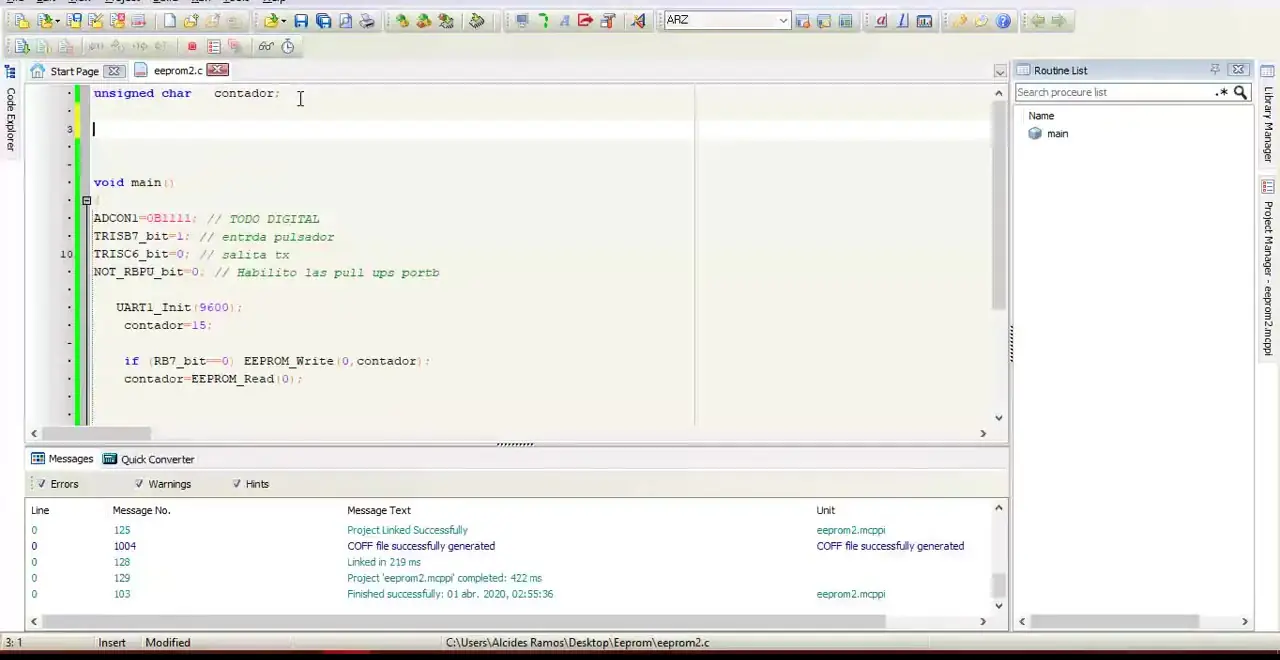 ARZ
Start Page
eeprom2.c
Routine List
Code Explorer
Library Manager
Project Manager - eeprom2.mcppi
Search proceure list
.*
Name
main
unsigned char   contador;
3
void main()
{
ADCON1=0B1111; // TODO DIGITAL
TRISB7_bit=1; // entrda pulsador
10 TRISC6_bit=0; // salita tx
NOT_RBPU_bit=0; // Habilito las pull ups portb
UART1_Init(9600);
contador=15;
if (RB7_bit==0) EEPROM_Write(0,contador);
contador=EEPROM_Read(0);
Messages Quick Converter
Errors Warnings Hints
Line Message No. Message Text Unit
0 125 Project Linked Successfully eeprom2.mcppi
0 1004 COFF file successfully generated COFF file successfully generated
0 128 Linked in 219 ms
0 129 Project 'eeprom2.mcppi' completed: 422 ms
0 103 Finished successfully: 01 abr. 2020, 02:55:36 eeprom2.mcppi
3: 1 Insert Modified C:\Users\Alcides Ramos\Desktop\Eeprom\eeprom2.c